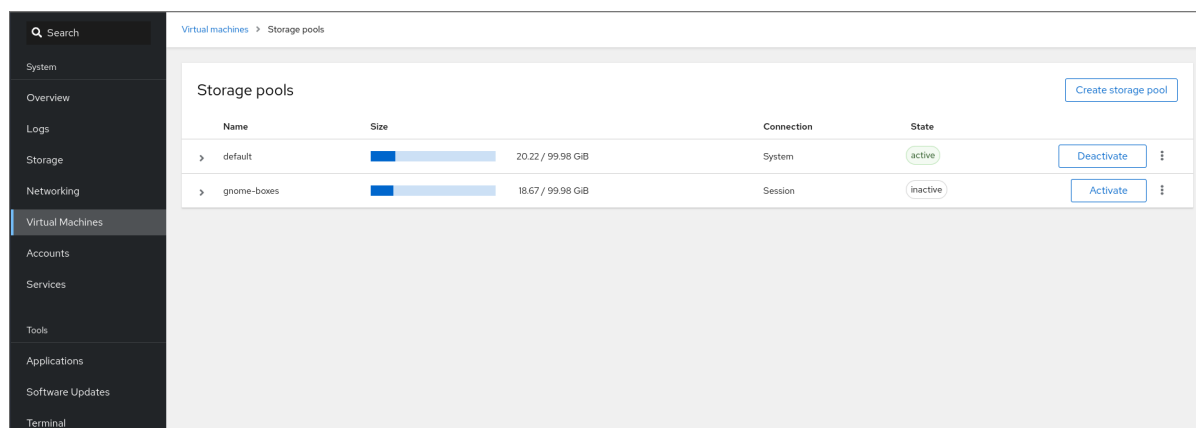 Search
System
Overview
Logs
Storage
Networking
Virtual Machines
Accounts
Services
Tools
Applications
Software Updates
Terminal
Virtual machines > Storage pools
Storage pools
Create storage pool
Name Size Connection State
default 20.22 / 99.98 GiB System active Deactivate
gnome-boxes 18.67 / 99.98 GiB Session inactive Activate